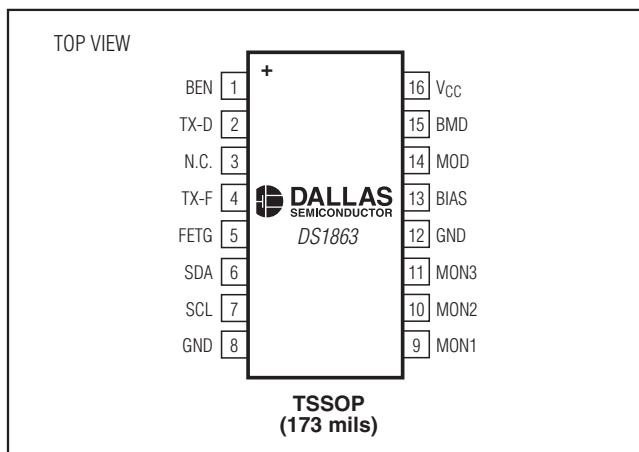 TOP VIEW
+
BEN 1
TX-D 2
N.C. 3
TX-F 4
FETG 5
SDA 6
SCL 7
GND 8
DALLAS
SEMICONDUCTOR
DS1863
16 VCC
15 BMD
14 MOD
13 BIAS
12 GND
11 MON3
10 MON2
9 MON1
TSSOP
(173 mils)